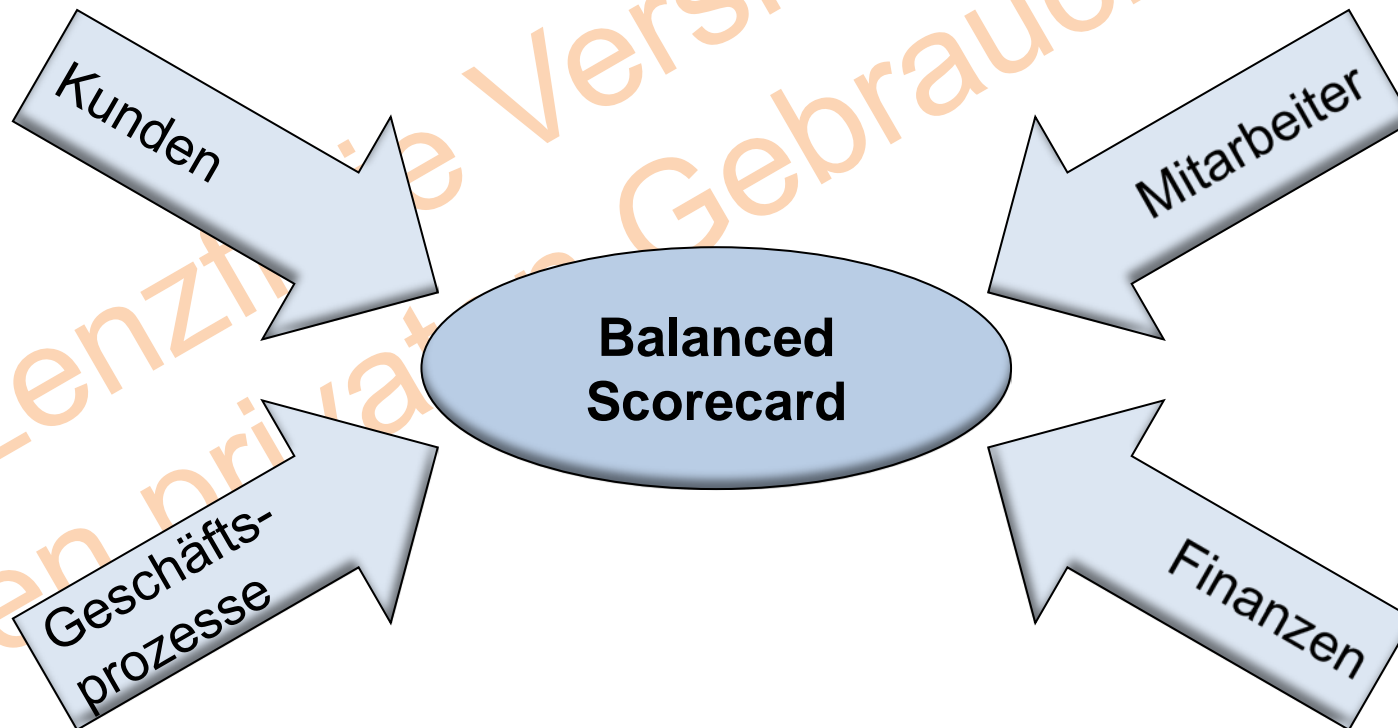 Kunden
Mitarbeiter
Balanced
Scorecard
Geschäfts-
prozesse
Finanzen